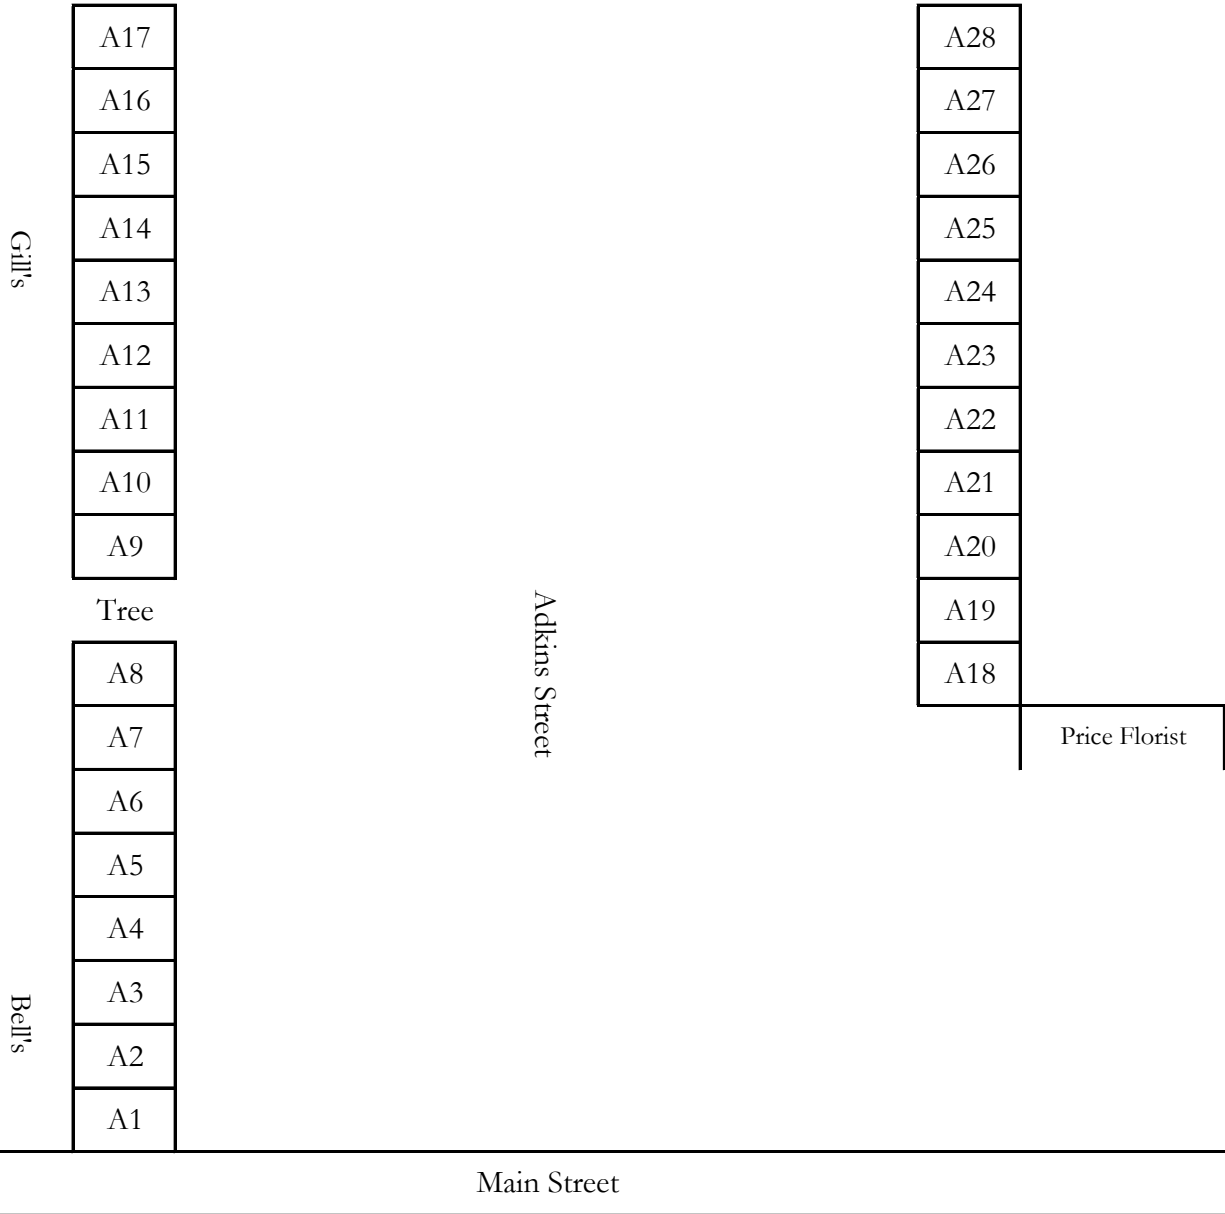 A17
A28
A16
A27
A15
A26
A14
A25
Gill's
A13
A24
A12
A23
A11
A22
A10
A21
A9
A20
Tree
A19
Adkins Street
A8
A18
A7
Price Florist
A6
A5
A4
A3
Bell's
A2
A1
Main Street